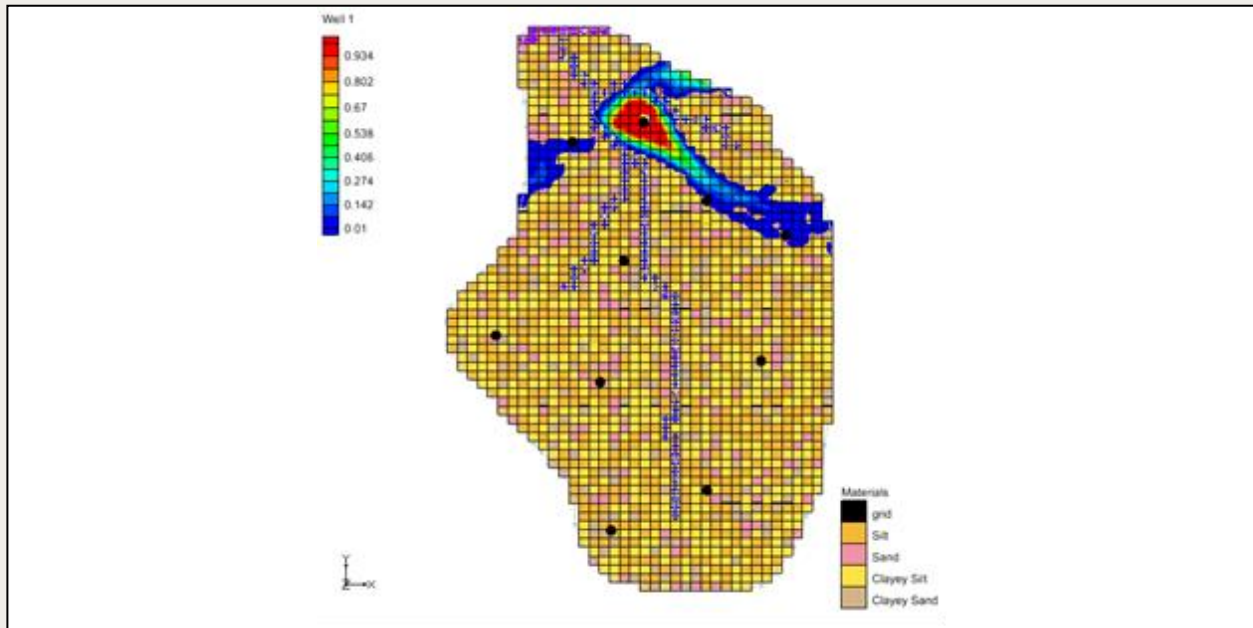 Well 1
0.934
0.802
0.67
0.538
0.406
0.274
0.142
0.01
Y
Z X
Materials
grid
Silt
Sand
Clayey Silt
Clayey Sand